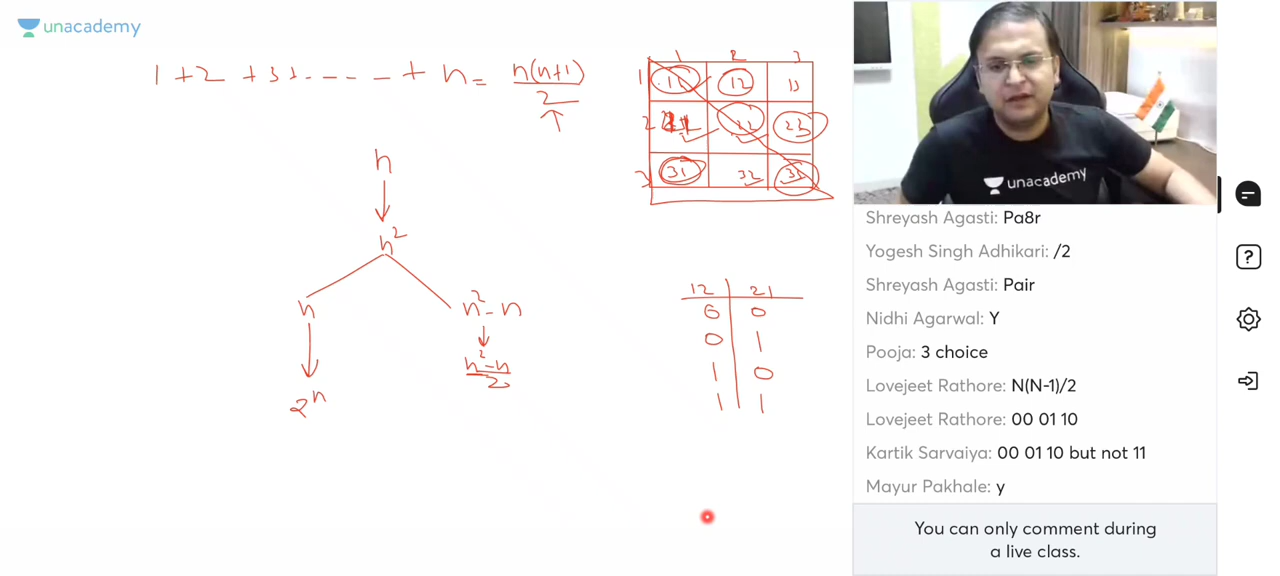 unacademy
1 + 2 + 3 + - - - - + n = n(n+1)/2
n
n²
n n² - n
2ⁿ (n² - n)/2
1 2 3
1 12 13
2 22 23
3 31 32 33
12 21
0 0
0 1
1 0
1 1
unacademy
Shreyash Agasti: Pa8r
Yogesh Singh Adhikari: /2
Shreyash Agasti: Pair
Nidhi Agarwal: Y
Pooja: 3 choice
Lovejeet Rathore: N(N-1)/2
Lovejeet Rathore: 00 01 10
Kartik Sarvaiya: 00 01 10 but not 11
Mayur Pakhale: y
You can only comment during
a live class.